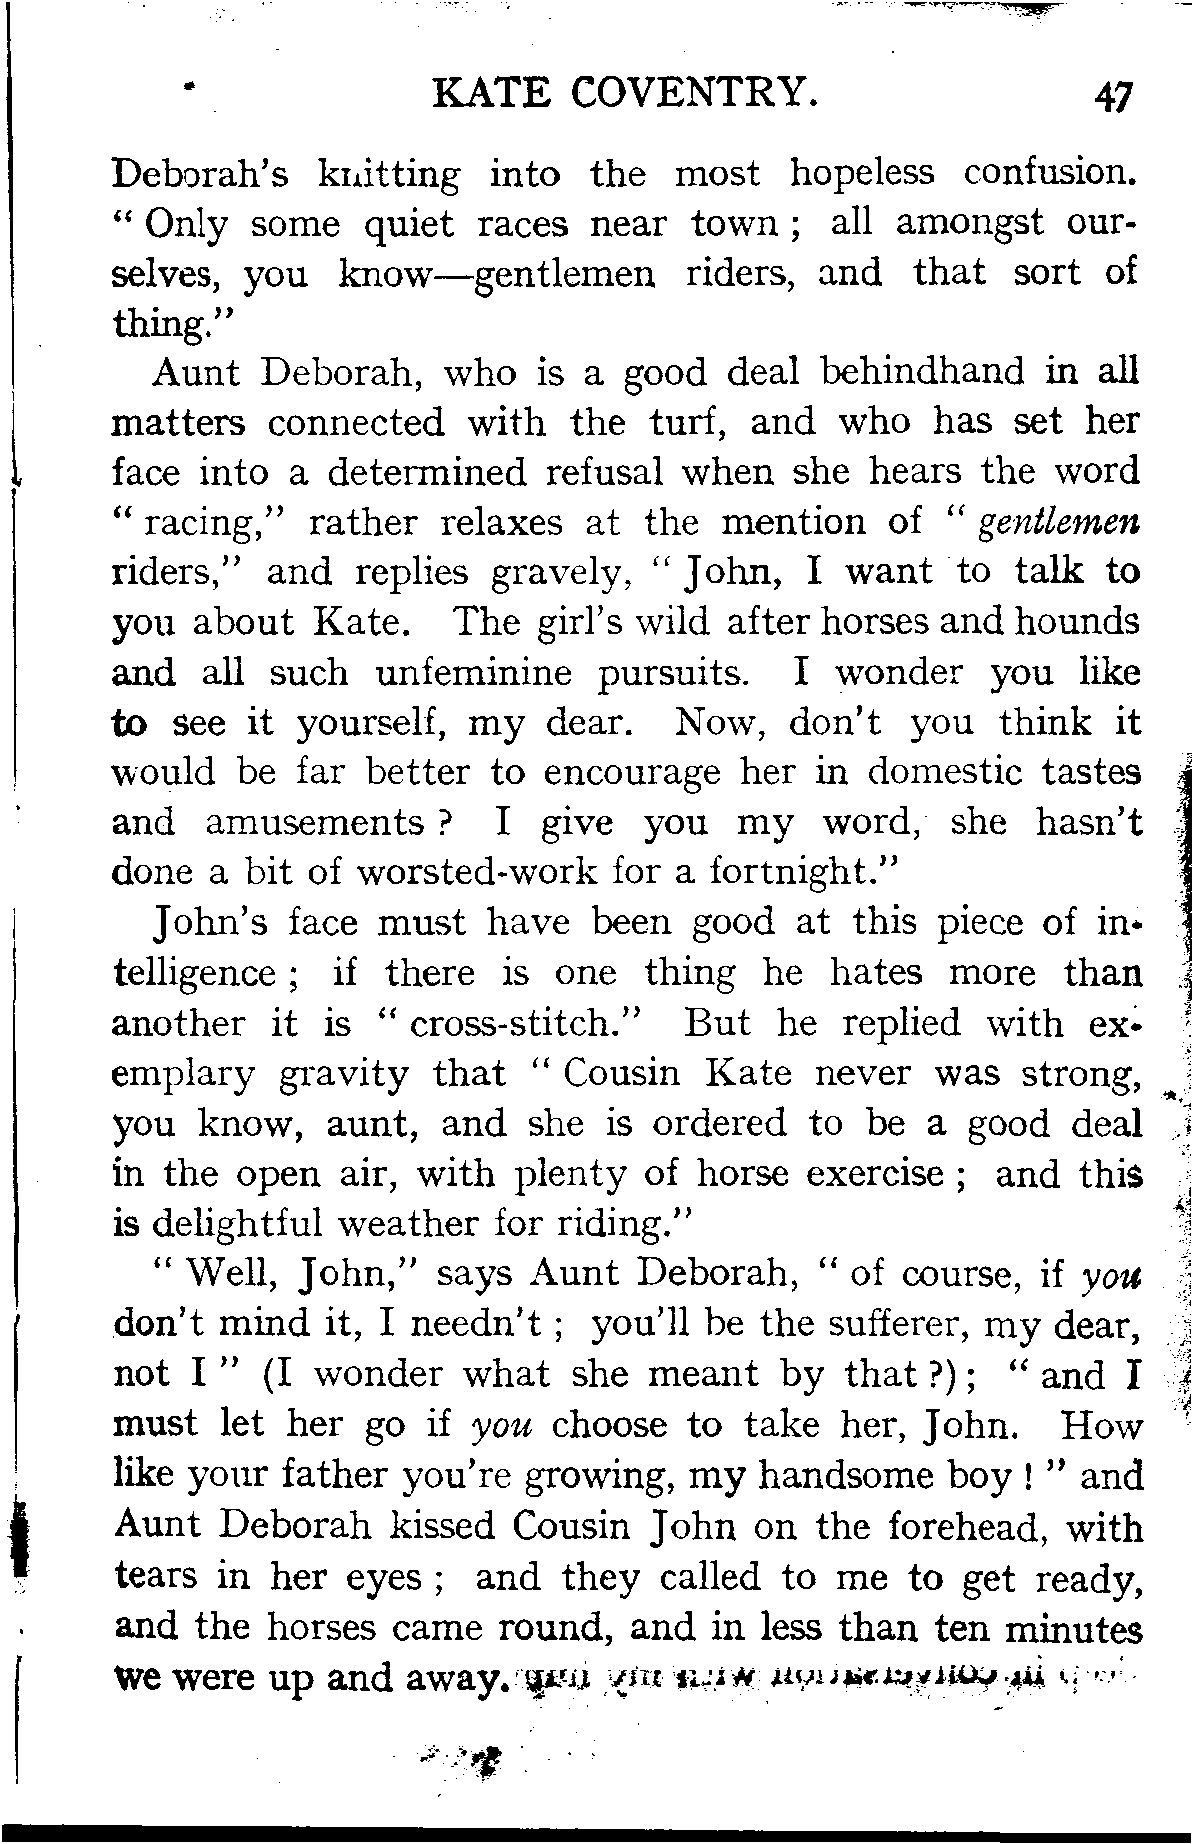 KATE COVENTRY. 47
Deborah's knitting into the most hopeless confusion.
“ Only some quiet races near town ; all amongst our-
selves, you know—gentlemen riders, and that sort of
thing.”
Aunt Deborah, who is a good deal behindhand in all
matters connected with the turf, and who has set her
face into a determined refusal when she hears the word
“ racing,” rather relaxes at the mention of “ gentlemen
riders,” and replies gravely, “ John, I want to talk to
you about Kate. The girl's wild after horses and hounds
and all such unfeminine pursuits. I wonder you like
to see it yourself, my dear. Now, don't you think it
would be far better to encourage her in domestic tastes
and amusements ? I give you my word, she hasn't
done a bit of worsted-work for a fortnight.”
John's face must have been good at this piece of in-
telligence ; if there is one thing he hates more than
another it is “ cross-stitch.” But he replied with ex-
emplary gravity that “ Cousin Kate never was strong,
you know, aunt, and she is ordered to be a good deal
in the open air, with plenty of horse exercise ; and this
is delightful weather for riding.”
“ Well, John,” says Aunt Deborah, “ of course, if you
don't mind it, I needn't ; you'll be the sufferer, my dear,
not I ” (I wonder what she meant by that ?) ; “ and I
must let her go if you choose to take her, John. How
like your father you're growing, my handsome boy ! ” and
Aunt Deborah kissed Cousin John on the forehead, with
tears in her eyes ; and they called to me to get ready,
and the horses came round, and in less than ten minutes
we were up and away.